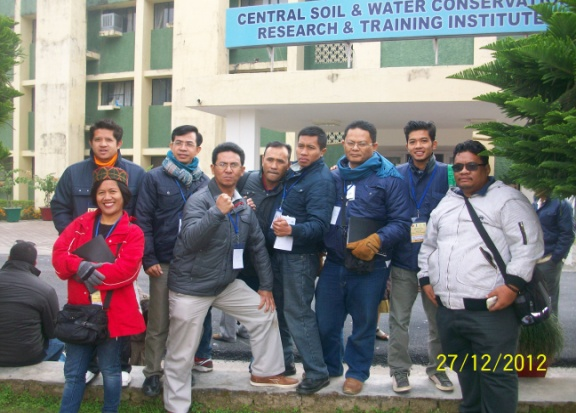 CENTRAL SOIL & WATER CONSERVAT
RESEARCH & TRAINING INSTITUTE
27/12/2012